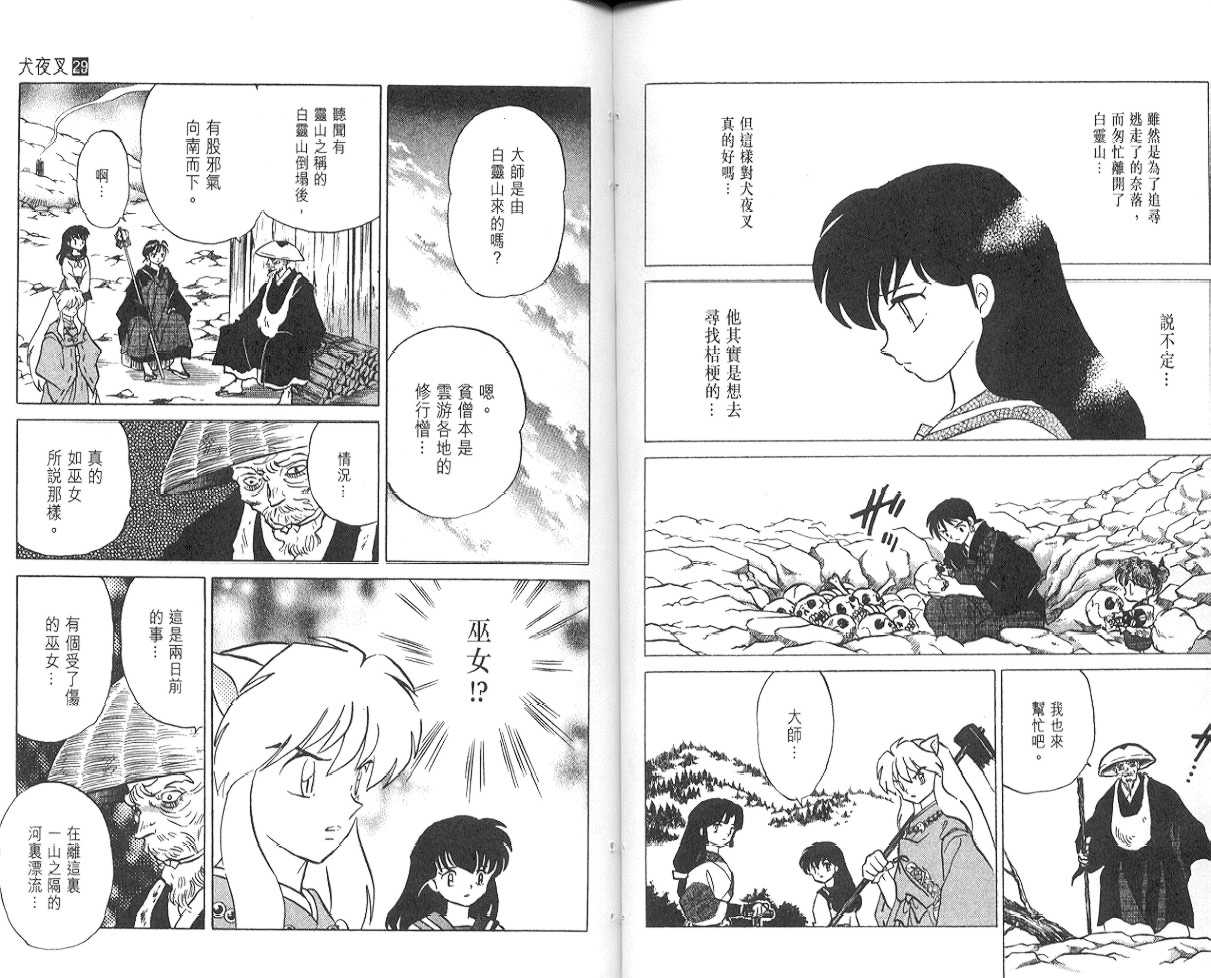 雖然是為了追尋
逃走了的奈落，
而匆忙離開了
白靈山…
但這樣對犬夜叉
真的好嗎…
說不定…
他其實是想去
尋找桔梗的…
我也來
幫忙吧。
大師…
犬夜叉29
大師是由
白靈山來的嗎？
嗯。
貧僧本是
雲游各地的
修行僧…
聽聞有
靈山之稱的
白靈山倒塌後，
有股邪氣
向南而下。
啊…
情況…
真的
如巫女
所說那樣。
巫女!?
這是兩日前
的事…
有個受了傷
的巫女…
在離這裏
一山之隔的
河裏漂流…